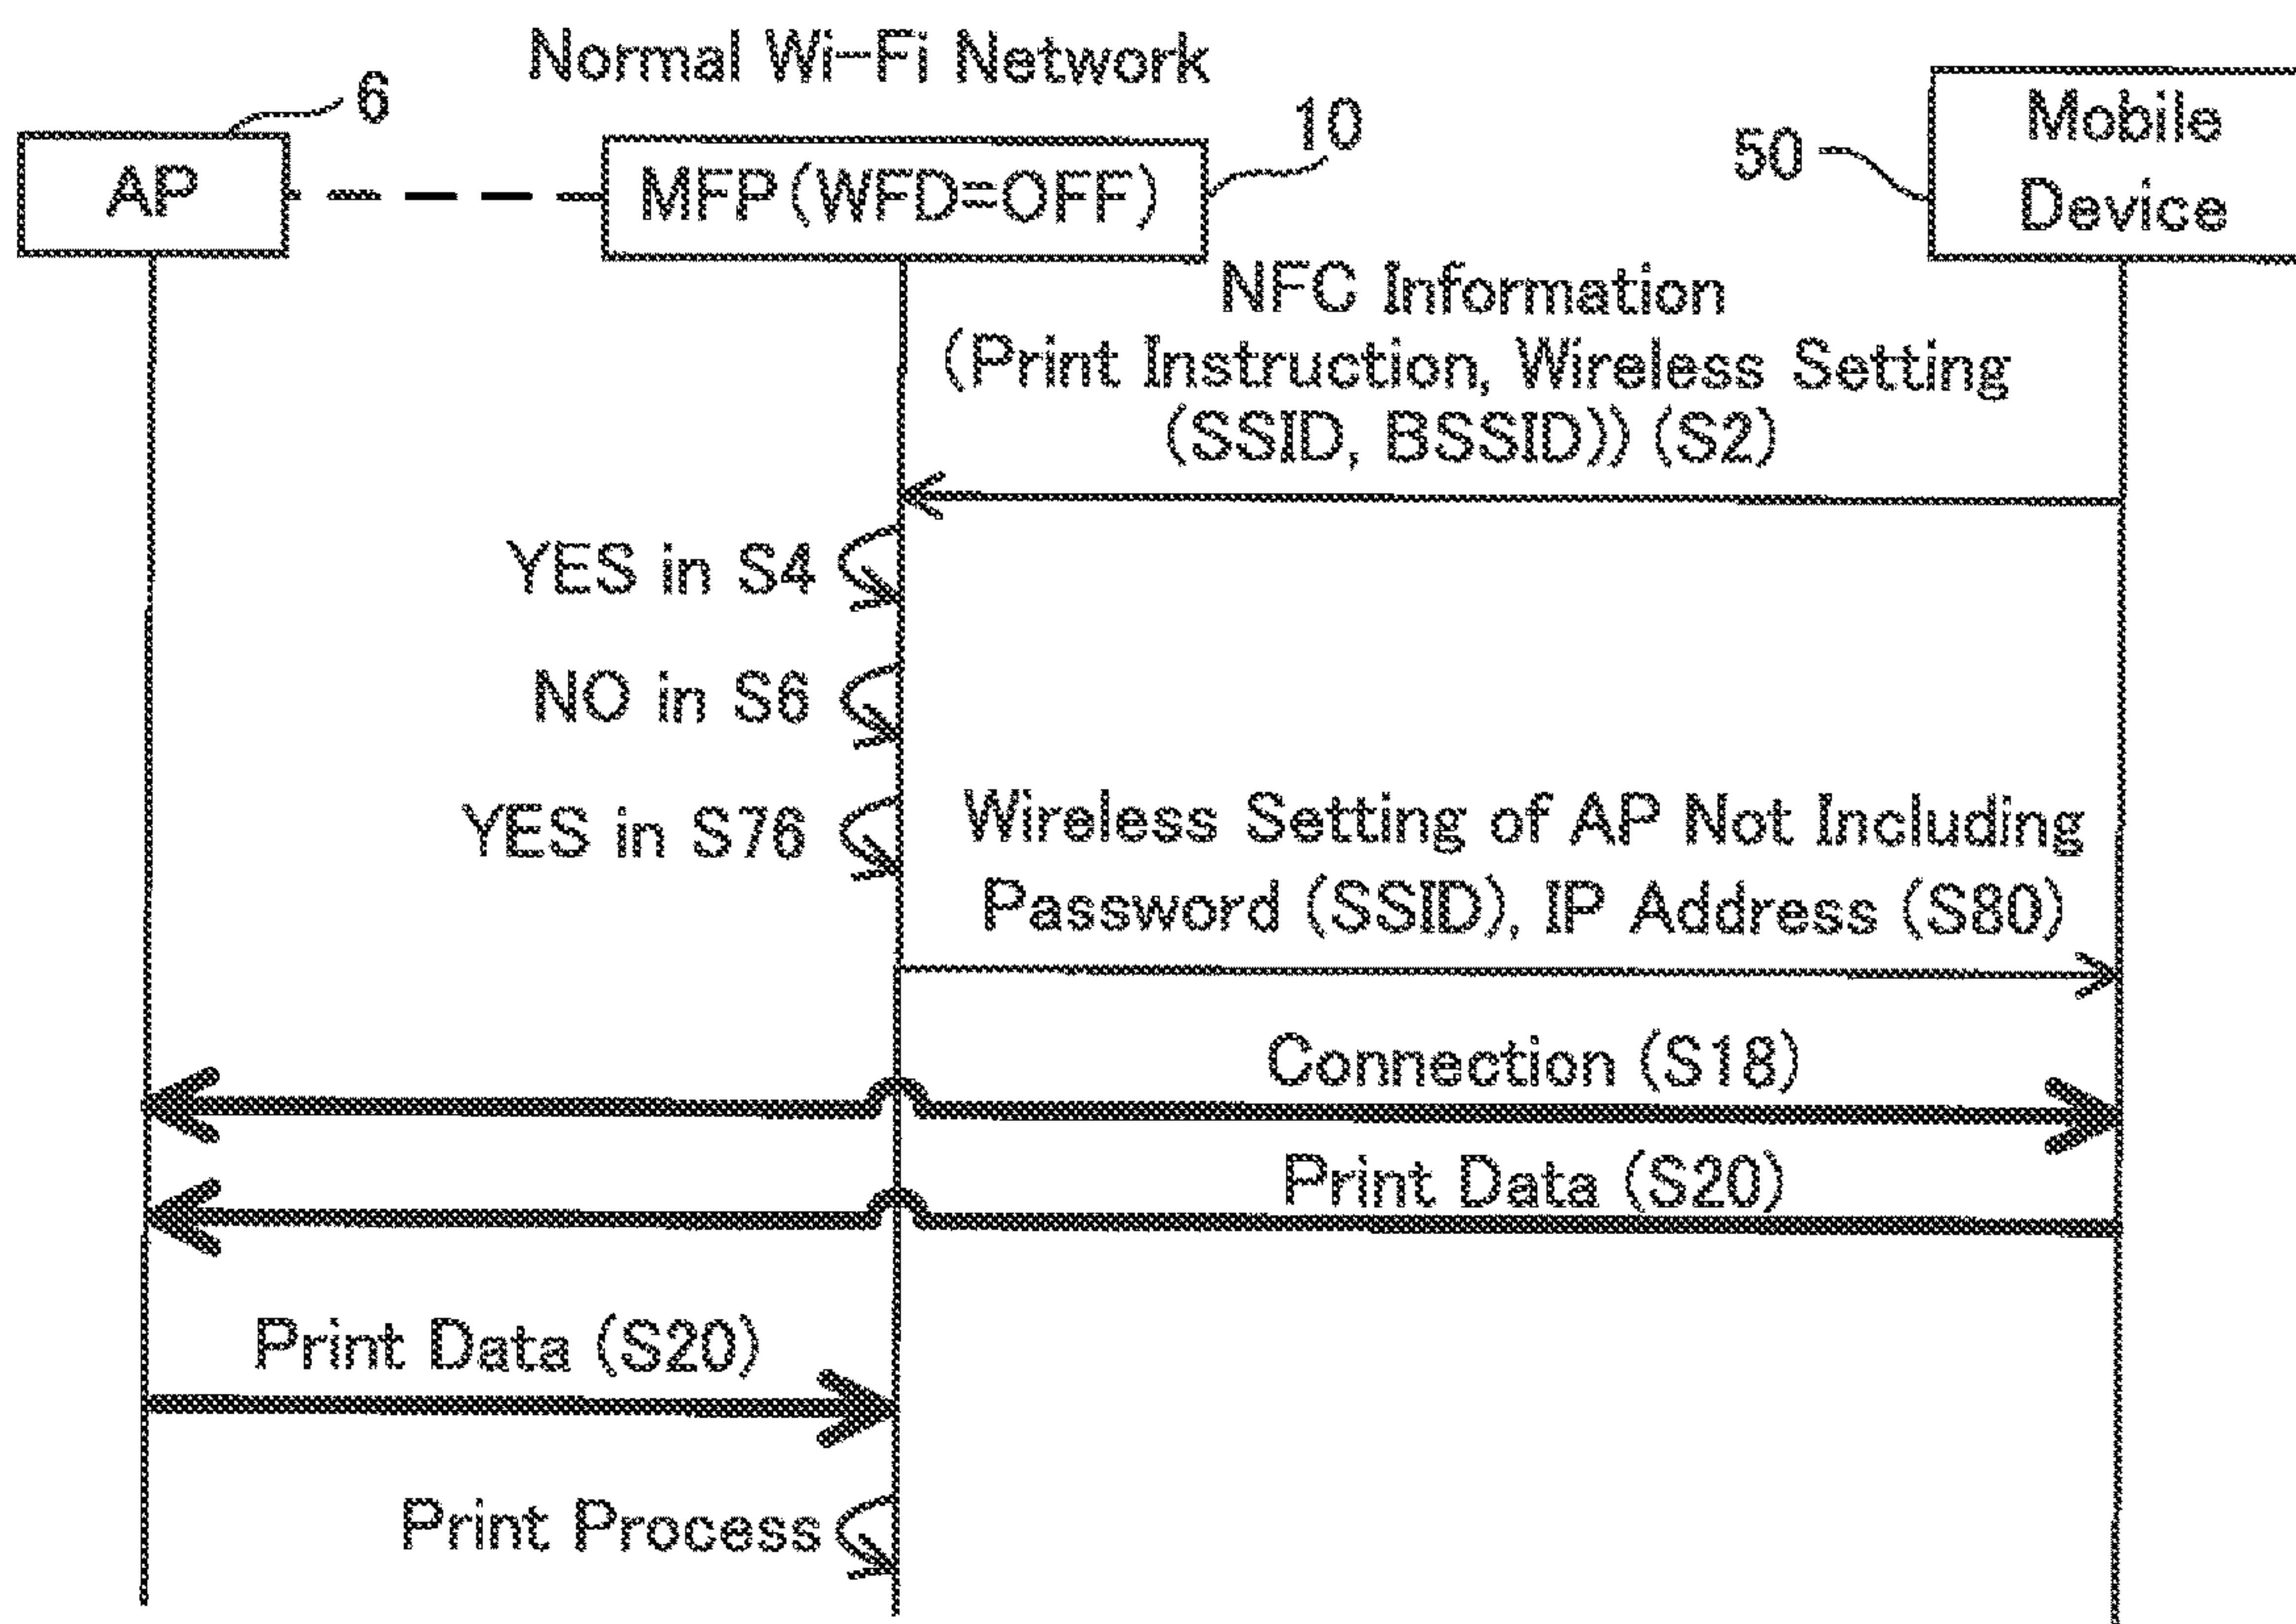 Normal Wi-Fi Network
6
10
50
AP
MFP(WFD=OFF)
Mobile
Device
NFC Information
(Print Instruction, Wireless Setting
(SSID, BSSID)) (S2)
YES in S4
NO in S6
YES in S76
Wireless Setting of AP Not Including
Password (SSID), IP Address (S80)
Connection (S18)
Print Data (S20)
Print Data (S20)
Print Process